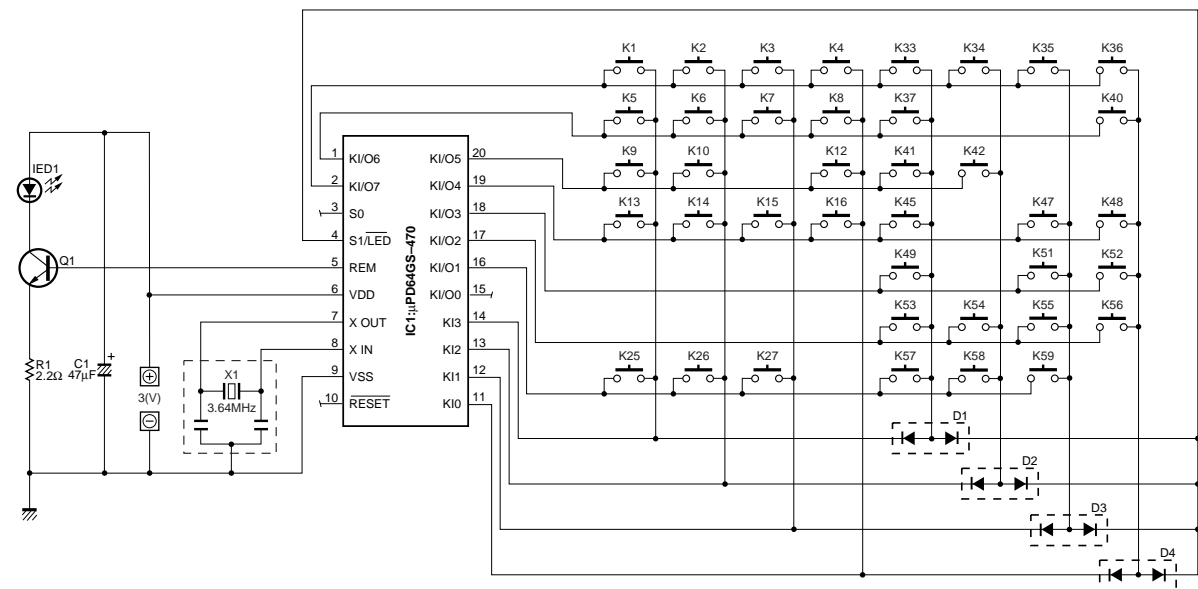 K1 K2 K3 K4 K33 K34 K35 K36
K5 K6 K7 K8 K37 K40
K9 K10 K12 K41 K42
K13 K14 K15 K16 K45 K47 K48
K49 K51 K52
K53 K54 K55 K56
K25 K26 K27 K57 K58 K59
IED1
Q1
R1
2.2Ω
C1
47µF
+
3(V)
X1
3.64MHz
1 KI/O6
2 KI/O7
3 S0
4 S1/LED
5 REM
6 VDD
7 X OUT
8 X IN
9 VSS
10 RESET
IC1:µPD64GS–470
KI/O5 20
KI/O4 19
KI/O3 18
KI/O2 17
KI/O1 16
KI/O0 15
KI3 14
KI2 13
KI1 12
KI0 11
D1
D2
D3
D4